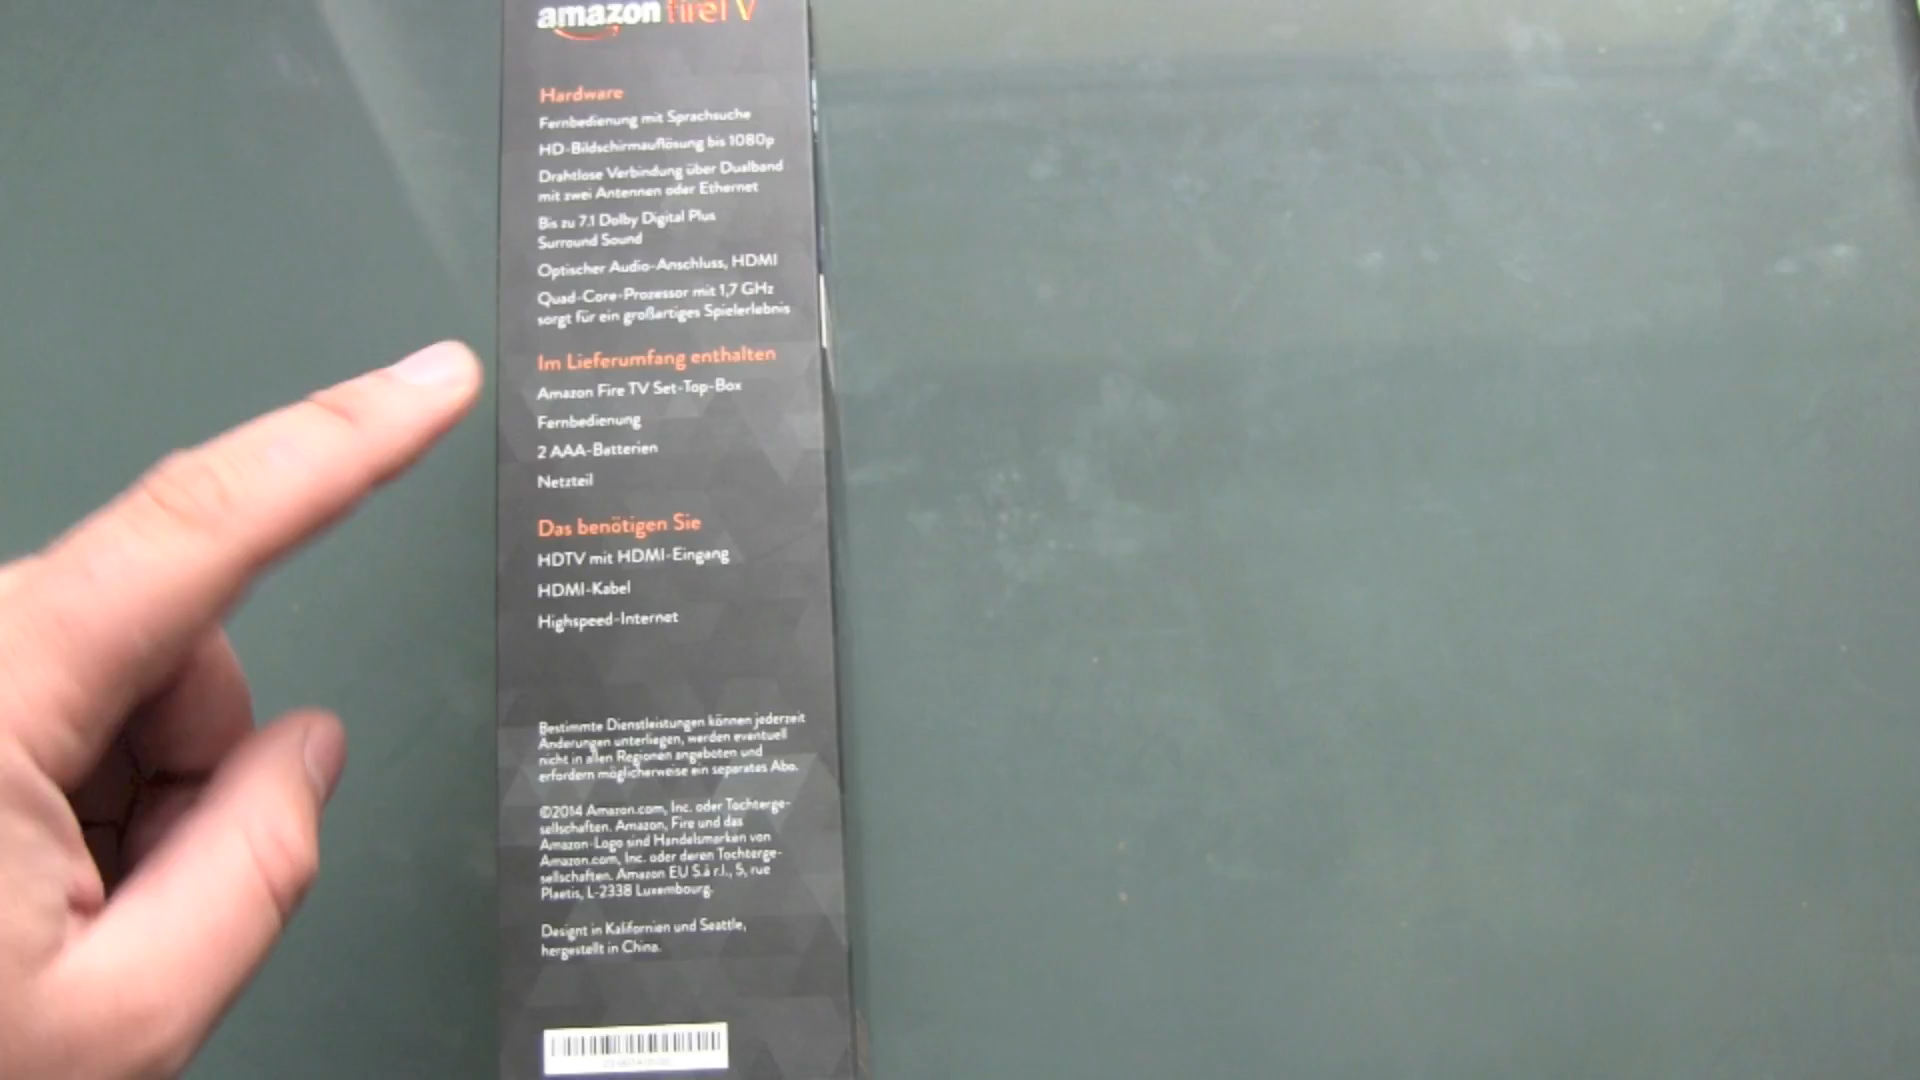 amazon fireTV
Hardware
Fernbedienung mit Sprachsuche
HD-Bildschirmauflösung bis 1080p
Drahtlose Verbindung über Dualband
mit zwei Antennen oder Ethernet
Bis zu 7.1 Dolby Digital Plus
Surround Sound
Optischer Audio-Anschluss, HDMI
Quad-Core-Prozessor mit 1,7 GHz
sorgt für ein großartiges Spielerlebnis
Im Lieferumfang enthalten
Amazon Fire TV Set-Top-Box
Fernbedienung
2 AAA-Batterien
Netzteil
Das benötigen Sie
HDTV mit HDMI-Eingang
HDMI-Kabel
Highspeed-Internet
Bestimmte Dienstleistungen können jederzeit
Änderungen unterliegen, werden eventuell
nicht in allen Regionen angeboten und
erfordern möglicherweise ein separates Abo.
©2014 Amazon.com, Inc. oder Tochterge-
sellschaften. Amazon, Fire und das
Amazon-Logo sind Handelsmarken von
Amazon.com, Inc. oder deren Tochterge-
sellschaften. Amazon EU S.à r.l., 5, rue
Plaetis, L-2338 Luxembourg.
Designt in Kalifornien und Seattle,
hergestellt in China.